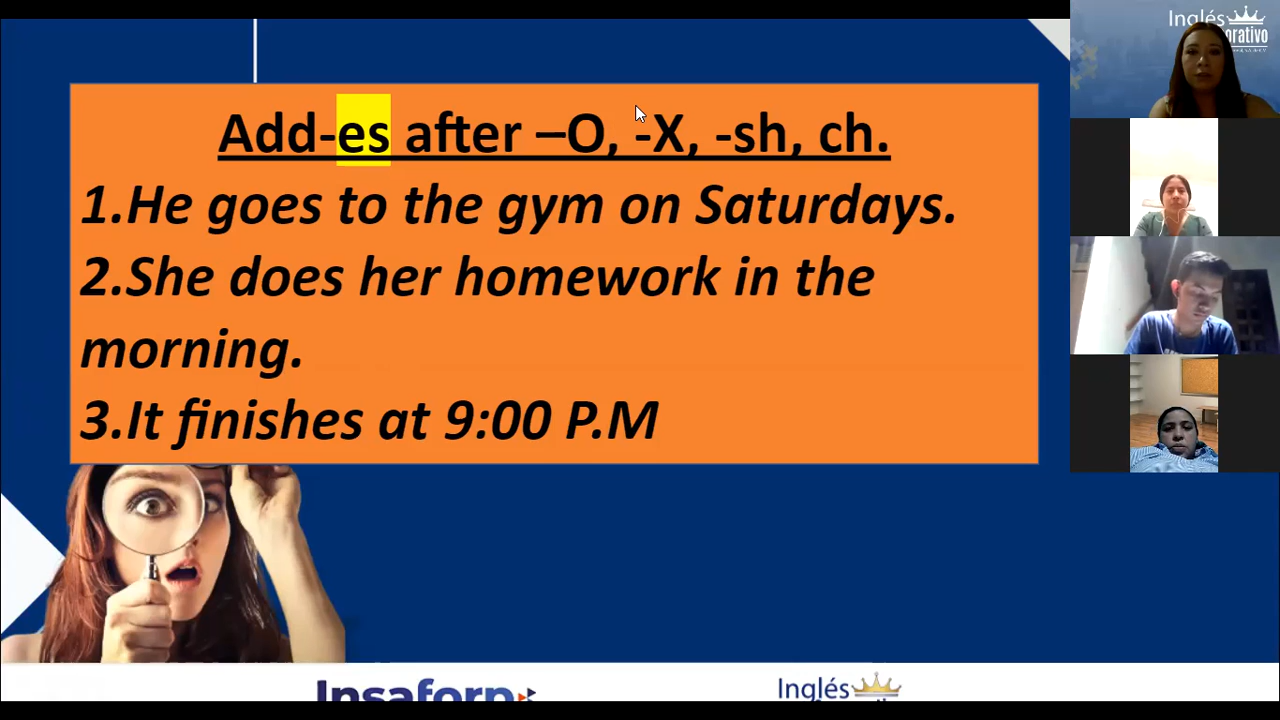 Add-es after –O, -X, -sh, ch.
1.He goes to the gym on Saturdays.
2.She does her homework in the
morning.
3.It finishes at 9:00 P.M
Inglés
Insaforp
Inglés